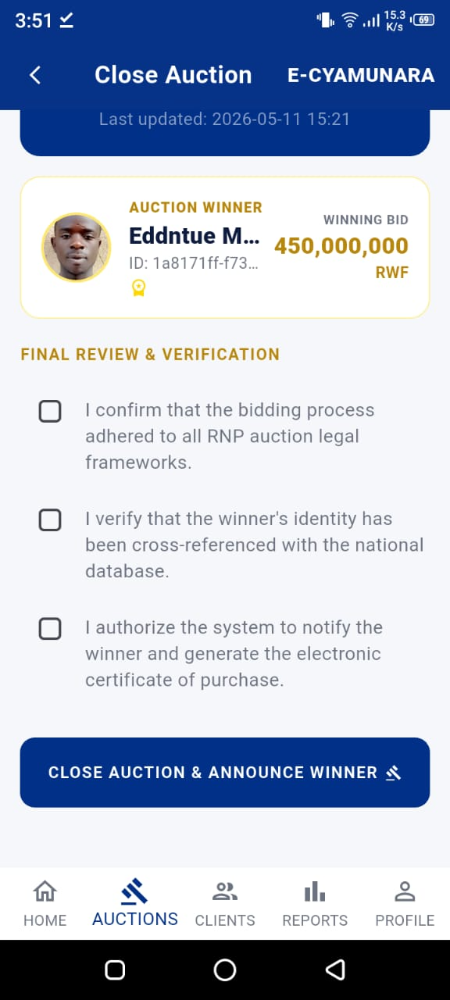 3:51
15.3
K/s
69
Close Auction
E-CYAMUNARA
Last updated: 2026-05-11 15:21
AUCTION WINNER
Eddntue M...
ID: 1a8171ff-f73...
WINNING BID
450,000,000
RWF
FINAL REVIEW & VERIFICATION
I confirm that the bidding process
adhered to all RNP auction legal
frameworks.
I verify that the winner's identity has
been cross-referenced with the national
database.
I authorize the system to notify the
winner and generate the electronic
certificate of purchase.
CLOSE AUCTION & ANNOUNCE WINNER
HOME
AUCTIONS
CLIENTS
REPORTS
PROFILE